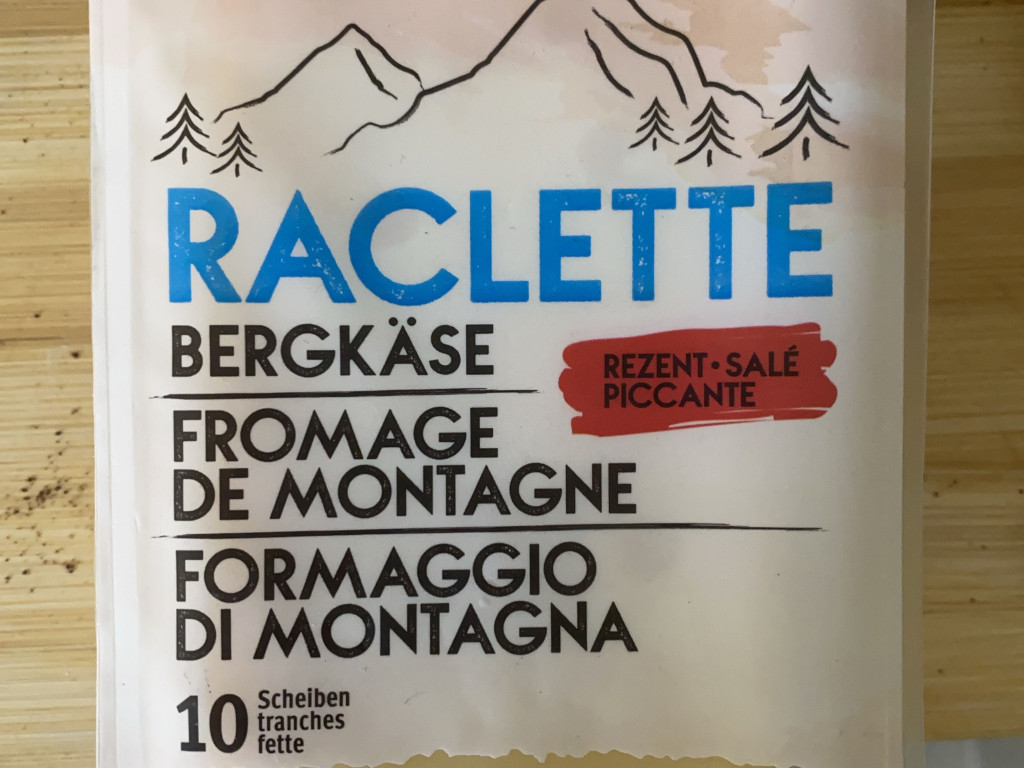 RACLETTE
BERGKÄSE
REZENT • SALÉ
PICCANTE
FROMAGE
DE MONTAGNE
FORMAGGIO
DI MONTAGNA
10 Scheiben
tranches
fette